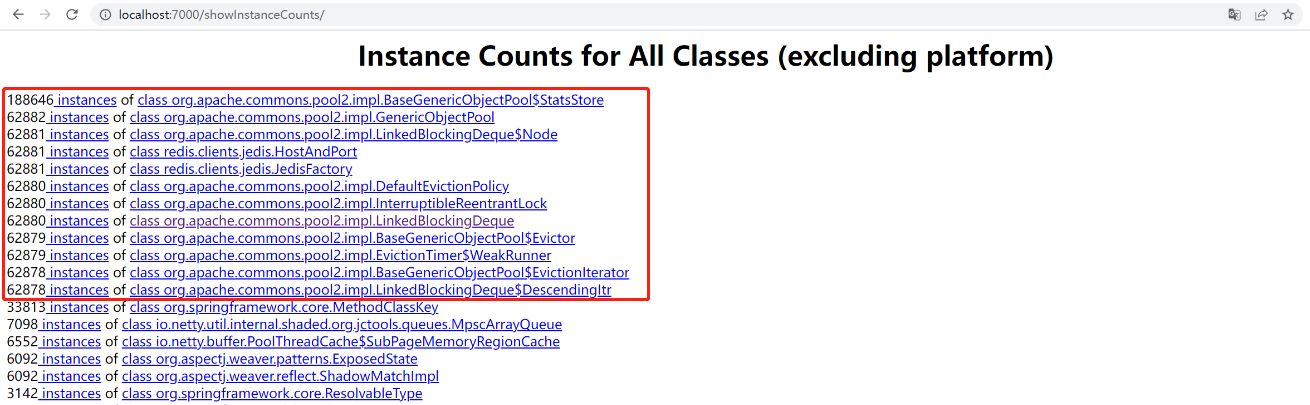 localhost:7000/showInstanceCounts/
Instance Counts for All Classes (excluding platform)
188646 instances of class org.apache.commons.pool2.impl.BaseGenericObjectPool$StatsStore
62882 instances of class org.apache.commons.pool2.impl.GenericObjectPool
62881 instances of class org.apache.commons.pool2.impl.LinkedBlockingDeque$Node
62881 instances of class redis.clients.jedis.HostAndPort
62881 instances of class redis.clients.jedis.JedisFactory
62880 instances of class org.apache.commons.pool2.impl.DefaultEvictionPolicy
62880 instances of class org.apache.commons.pool2.impl.InterruptibleReentrantLock
62880 instances of class org.apache.commons.pool2.impl.LinkedBlockingDeque
62879 instances of class org.apache.commons.pool2.impl.BaseGenericObjectPool$Evictor
62879 instances of class org.apache.commons.pool2.impl.EvictionTimer$WeakRunner
62878 instances of class org.apache.commons.pool2.impl.BaseGenericObjectPool$EvictionIterator
62878 instances of class org.apache.commons.pool2.impl.LinkedBlockingDeque$DescendingItr
33813 instances of class org.springframework.core.MethodClassKey
7098 instances of class io.netty.util.internal.shaded.org.jctools.queues.MpscArrayQueue
6552 instances of class io.netty.buffer.PoolThreadCache$SubPageMemoryRegionCache
6092 instances of class org.aspectj.weaver.patterns.ExposedState
6092 instances of class org.aspectj.weaver.reflect.ShadowMatchImpl
3142 instances of class org.springframework.core.ResolvableType